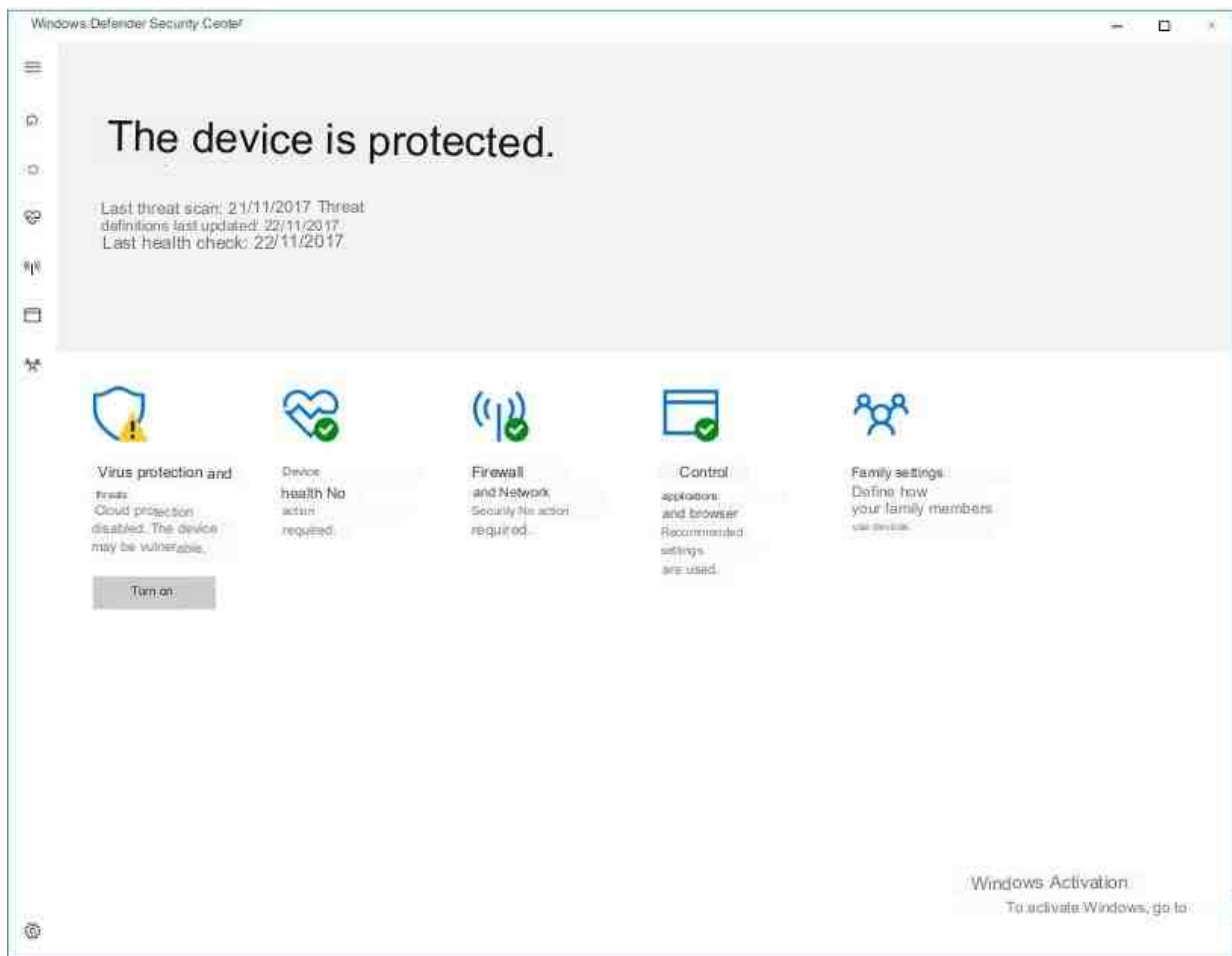 Windows Defender Security Center
The device is protected.
Last threat scan: 21/11/2017 Threat
definitions last updated: 22/11/2017
Last health check: 22/11/2017
Virus protection and
threats
Cloud protection
disabled. The device
may be vulnerable.
Turn on
Device
health No
action
required.
Firewall
and Network
Security No action
required.
Control
applications
and browser
Recommended
settings
are used.
Family settings
Define how
your family members
use devices.
Windows Activation
To activate Windows, go to